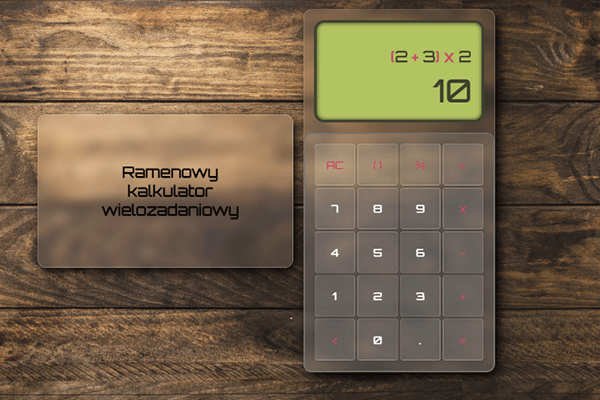 Ramenowy
kalkulator
wielozadaniowy
(2 + 3) x 2
10
AC () %
7 8 9 x
4 5 6 -
1 2 3 +
< 0 . =